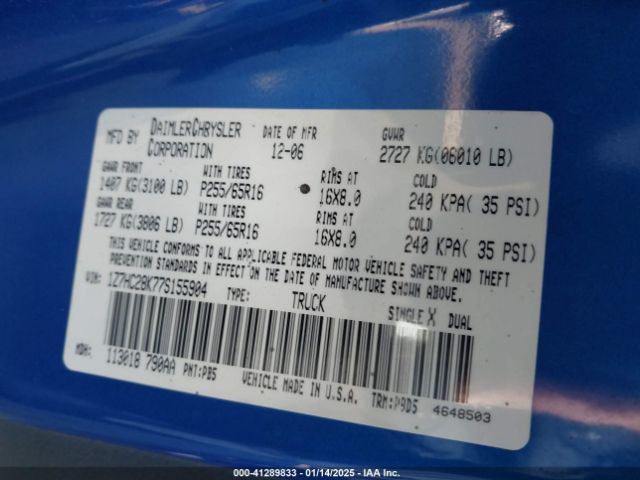 MFD BY DAIMLERCHRYSLER CORPORATION DATE OF MFR 12-06 GVWR 2727 KG(06010 LB)
GAWR FRONT WITH TIRES RIMS AT COLD
1407 KG(3100 LB) P255/65R16 16X8.0 240 KPA( 35 PSI)
GAWR REAR WITH TIRES RIMS AT COLD
1727 KG(3806 LB) P255/65R16 16X8.0 240 KPA( 35 PSI)
THIS VEHICLE CONFORMS TO ALL APPLICABLE FEDERAL MOTOR VEHICLE SAFETY AND THEFT
PREVENTION STANDARDS IN EFFECT ON THE DATE OF MANUFACTURE SHOWN ABOVE.
VIN: 1Z7HC28K77S155904 TYPE: TRUCK SINGLE X DUAL
MDH: 113018 790AA PNT:PB5 VEHICLE MADE IN U.S.A. TRM:P9D5 4648503
000-41289833 - 01/14/2025 - IAA Inc.